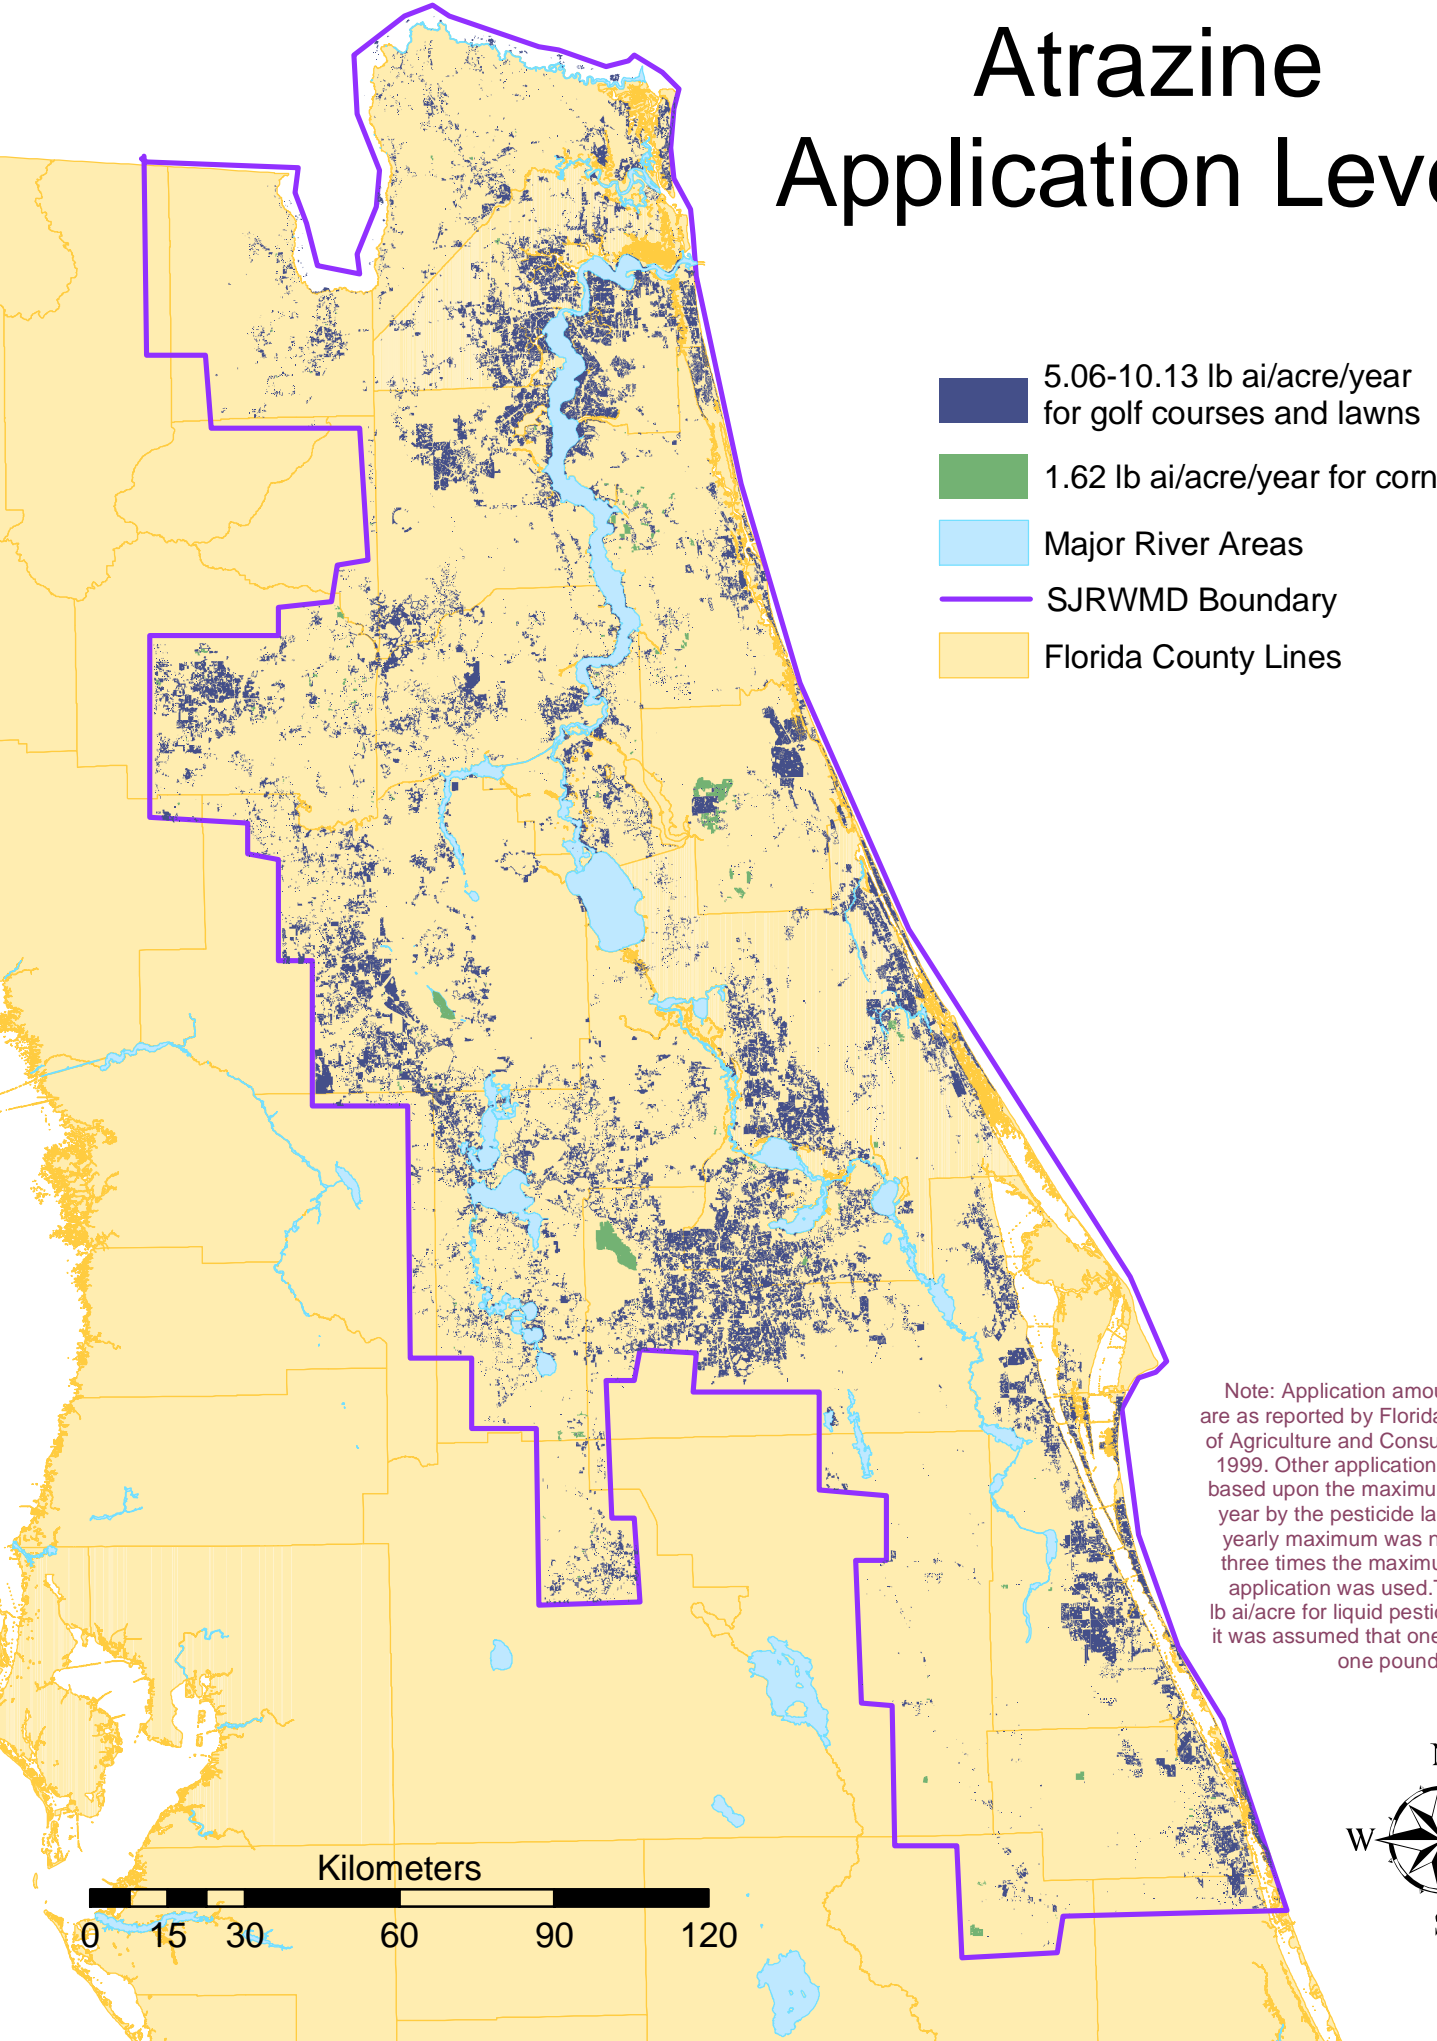 Atrazine
Application Leve
5.06-10.13 lb ai/acre/year
for golf courses and lawns
1.62 lb ai/acre/year for corn
Major River Areas
SJRWMD Boundary
Florida County Lines
Note: Application amou
are as reported by Florida
of Agriculture and Consu
1999. Other application
based upon the maximu
year by the pesticide la
yearly maximum was n
three times the maximu
application was used.T
lb ai/acre for liquid pestic
it was assumed that one
one pound
W
Kilometers
0 15 30 60 90 120